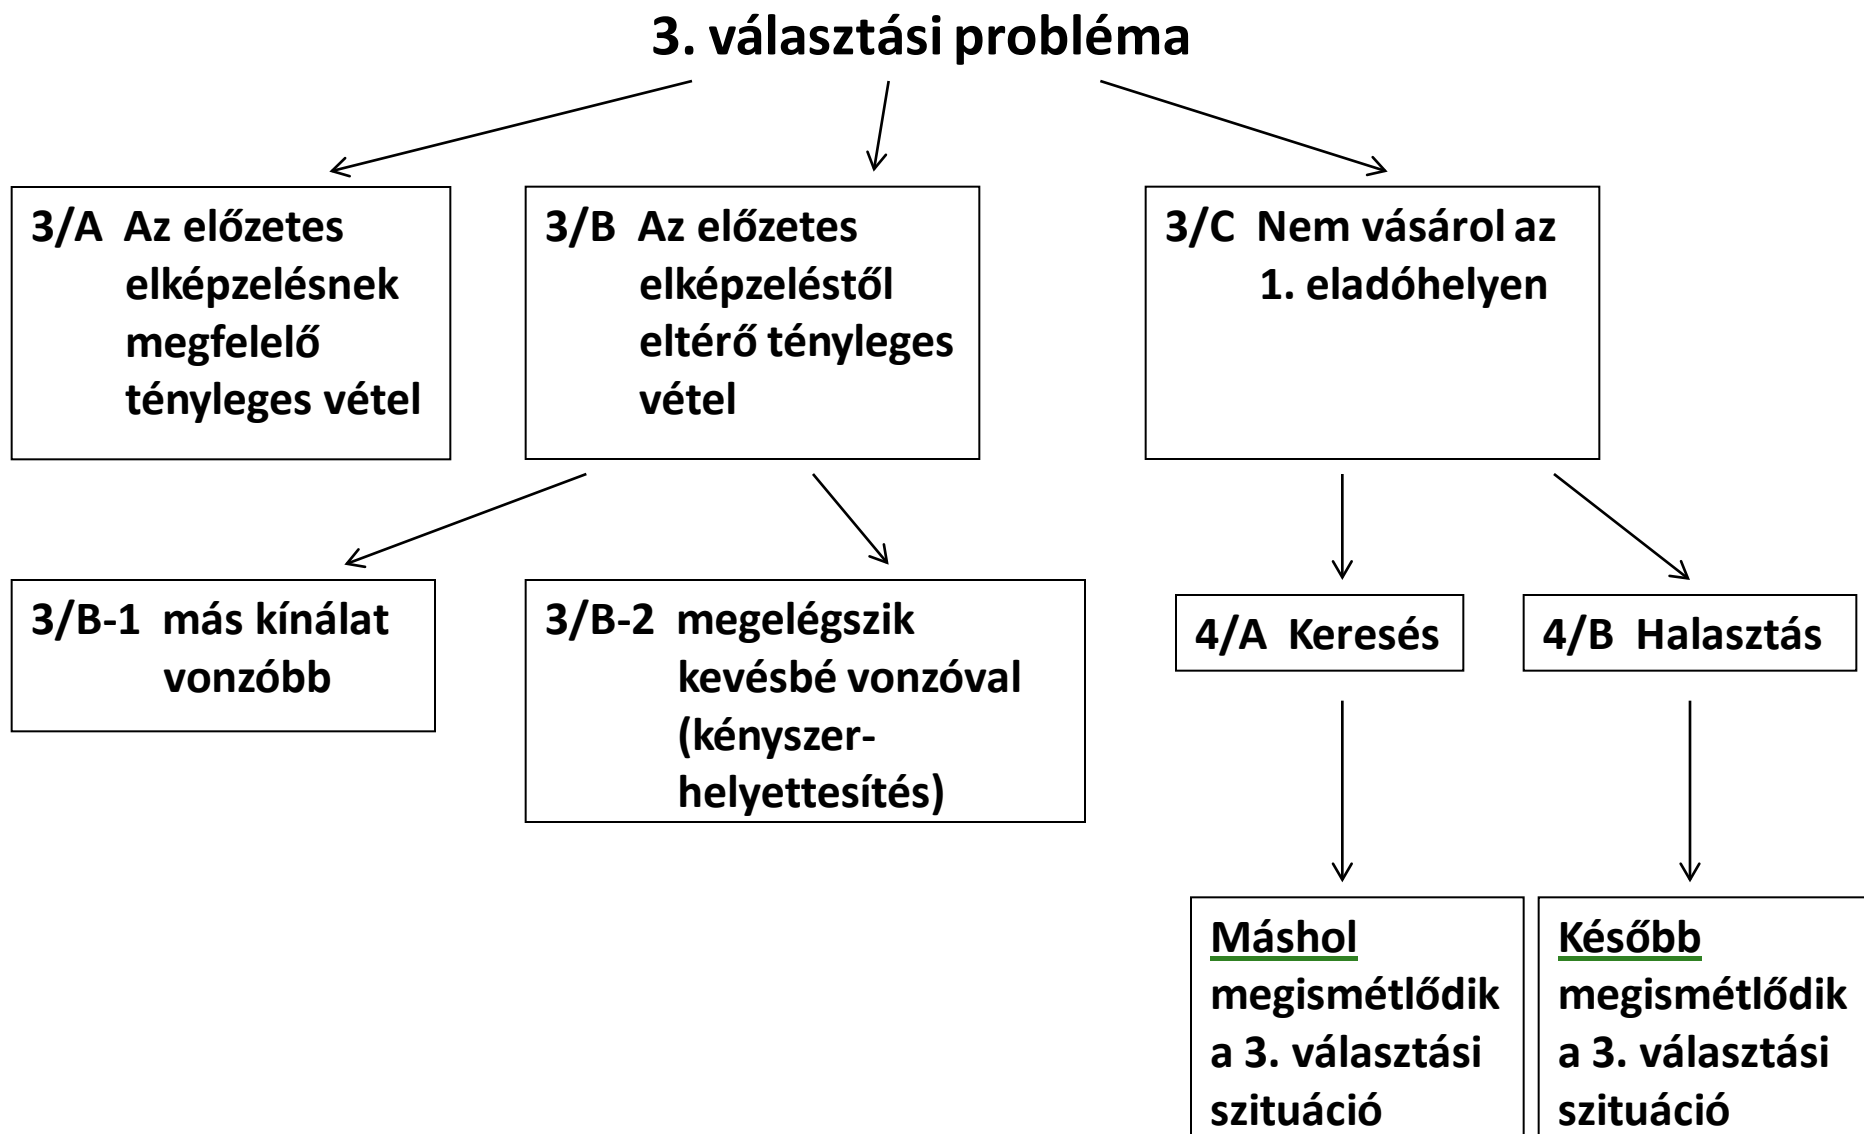 3. választási probléma
3/A Az előzetes
elképzelésnek
megfelelő
tényleges vétel
3/B Az előzetes
elképzeléstől
eltérő tényleges
vétel
3/C Nem vásárol az
1. eladóhelyen
3/B-1 más kínálat
vonzóbb
3/B-2 megelégszik
kevésbé vonzóval
(kényszer-
helyettesítés)
4/A Keresés
4/B Halasztás
Máshol
megismétlődik
a 3. választási
szituáció
Később
megismétlődik
a 3. választási
szituáció